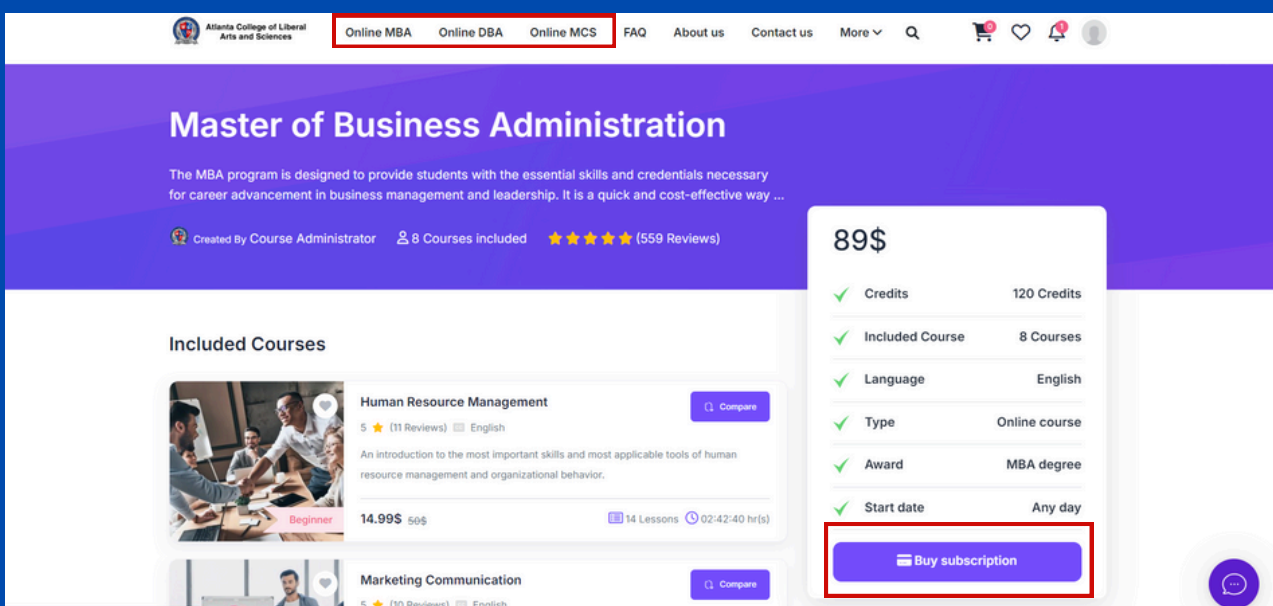 Atlanta College of Liberal
Arts and Sciences
Online MBA Online DBA Online MCS FAQ About us Contact us More
0
1
Master of Business Administration
The MBA program is designed to provide students with the essential skills and credentials necessary
for career advancement in business management and leadership. It is a quick and cost-effective way ...
Created By Course Administrator 8 Courses included (559 Reviews)
89$
Credits 120 Credits
Included Course 8 Courses
Language English
Type Online course
Award MBA degree
Start date Any day
Buy subscription
Included Courses
Human Resource Management
Compare
5 (11 Reviews) English
An introduction to the most important skills and most applicable tools of human
resource management and organizational behavior.
Beginner
14.99$ 50$ 14 Lessons 02:42:40 hr(s)
Marketing Communication
Compare
5 (10 Reviews) English